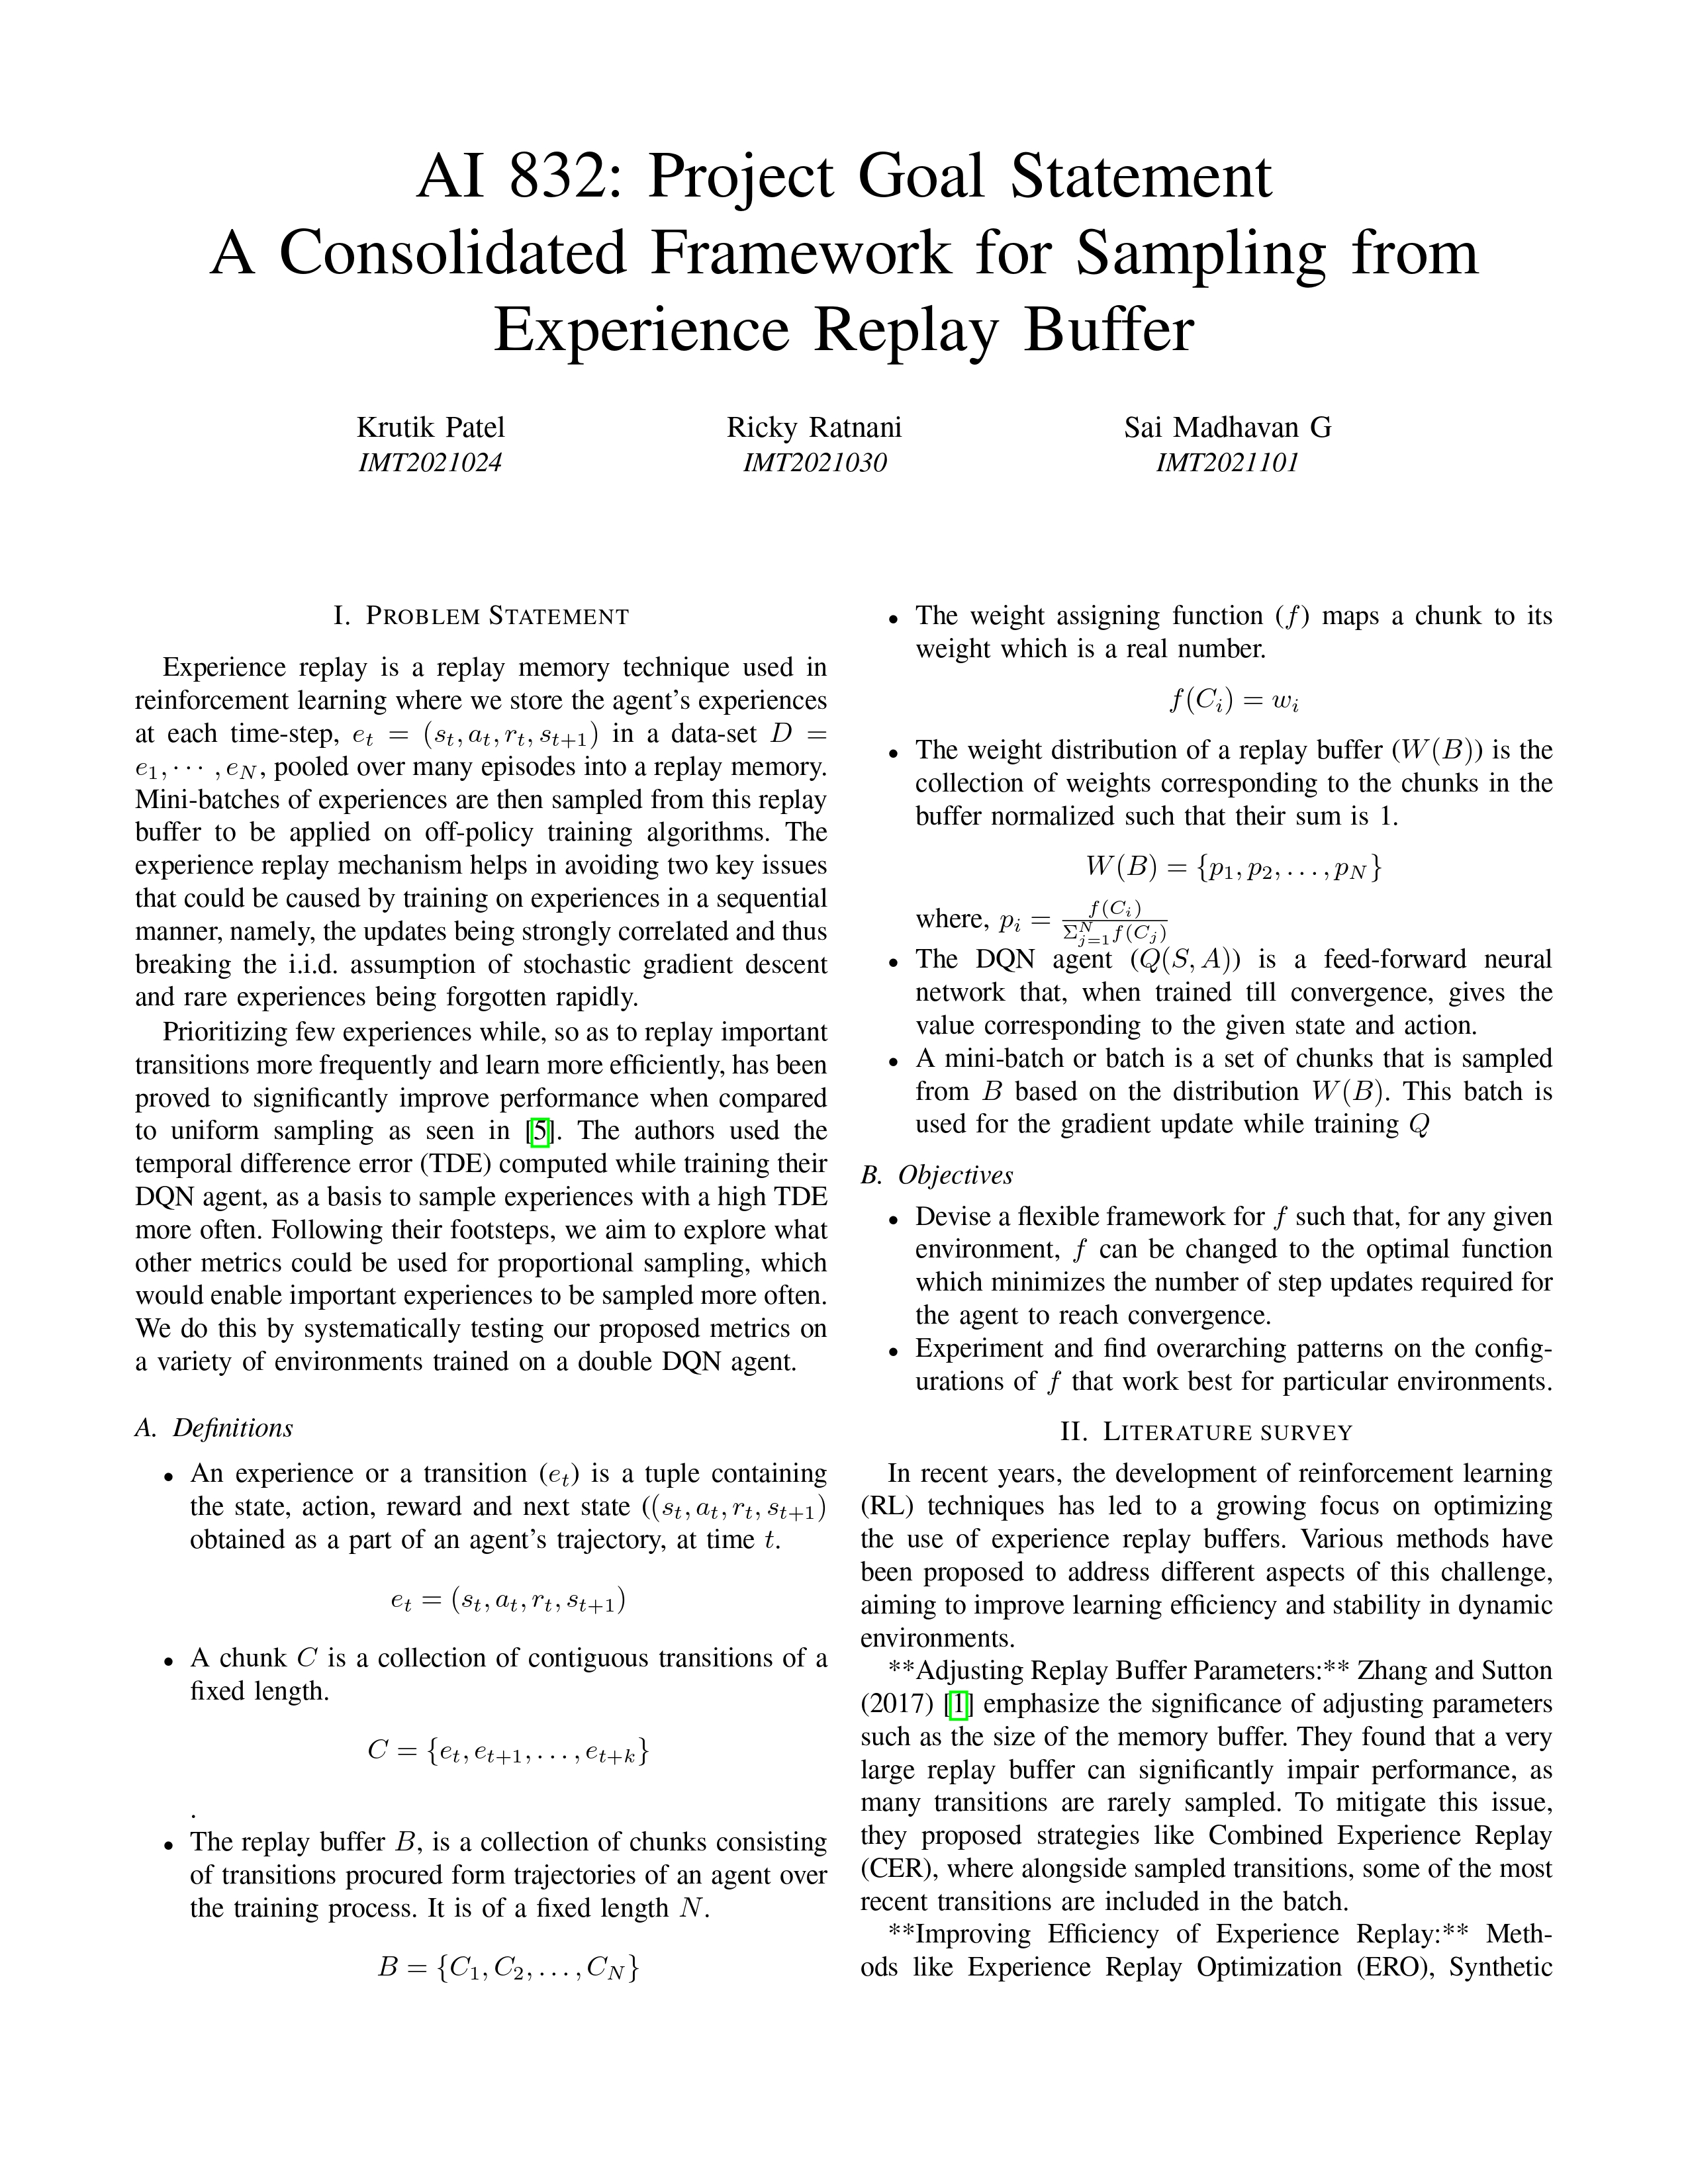 AI 832: Project Goal Statement
A Consolidated Framework for Sampling from
Experience Replay Buffer
Krutik Patel
IMT2021024
Ricky Ratnani
IMT2021030
Sai Madhavan G
IMT2021101
I. PROBLEM STATEMENT
Experience replay is a replay memory technique used in
reinforcement learning where we store the agent's experiences
at each time-step, e_t = (s_t, a_t, r_t, s_{t+1}) in a data-set D =
e_1, ⋯ , e_N, pooled over many episodes into a replay memory.
Mini-batches of experiences are then sampled from this replay
buffer to be applied on off-policy training algorithms. The
experience replay mechanism helps in avoiding two key issues
that could be caused by training on experiences in a sequential
manner, namely, the updates being strongly correlated and thus
breaking the i.i.d. assumption of stochastic gradient descent
and rare experiences being forgotten rapidly.
Prioritizing few experiences while, so as to replay important
transitions more frequently and learn more efficiently, has been
proved to significantly improve performance when compared
to uniform sampling as seen in [5]. The authors used the
temporal difference error (TDE) computed while training their
DQN agent, as a basis to sample experiences with a high TDE
more often. Following their footsteps, we aim to explore what
other metrics could be used for proportional sampling, which
would enable important experiences to be sampled more often.
We do this by systematically testing our proposed metrics on
a variety of environments trained on a double DQN agent.
A. Definitions
• An experience or a transition (e_t) is a tuple containing
the state, action, reward and next state ((s_t, a_t, r_t, s_{t+1})
obtained as a part of an agent's trajectory, at time t.
e_t = (s_t, a_t, r_t, s_{t+1})
• A chunk C is a collection of contiguous transitions of a
fixed length.
C = {e_t, e_{t+1}, . . . , e_{t+k}}
.
• The replay buffer B, is a collection of chunks consisting
of transitions procured form trajectories of an agent over
the training process. It is of a fixed length N.
B = {C_1, C_2, . . . , C_N}
• The weight assigning function (f) maps a chunk to its
weight which is a real number.
f(C_i) = w_i
• The weight distribution of a replay buffer (W(B)) is the
collection of weights corresponding to the chunks in the
buffer normalized such that their sum is 1.
W(B) = {p_1, p_2, . . . , p_N}
where, p_i = f(C_i) / Σ_{j=1}^N f(C_j)
• The DQN agent (Q(S, A)) is a feed-forward neural
network that, when trained till convergence, gives the
value corresponding to the given state and action.
• A mini-batch or batch is a set of chunks that is sampled
from B based on the distribution W(B). This batch is
used for the gradient update while training Q
B. Objectives
• Devise a flexible framework for f such that, for any given
environment, f can be changed to the optimal function
which minimizes the number of step updates required for
the agent to reach convergence.
• Experiment and find overarching patterns on the config-
urations of f that work best for particular environments.
II. LITERATURE SURVEY
In recent years, the development of reinforcement learning
(RL) techniques has led to a growing focus on optimizing
the use of experience replay buffers. Various methods have
been proposed to address different aspects of this challenge,
aiming to improve learning efficiency and stability in dynamic
environments.
**Adjusting Replay Buffer Parameters:** Zhang and Sutton
(2017) [1] emphasize the significance of adjusting parameters
such as the size of the memory buffer. They found that a very
large replay buffer can significantly impair performance, as
many transitions are rarely sampled. To mitigate this issue,
they proposed strategies like Combined Experience Replay
(CER), where alongside sampled transitions, some of the most
recent transitions are included in the batch.
**Improving Efficiency of Experience Replay:** Meth-
ods like Experience Replay Optimization (ERO), Synthetic